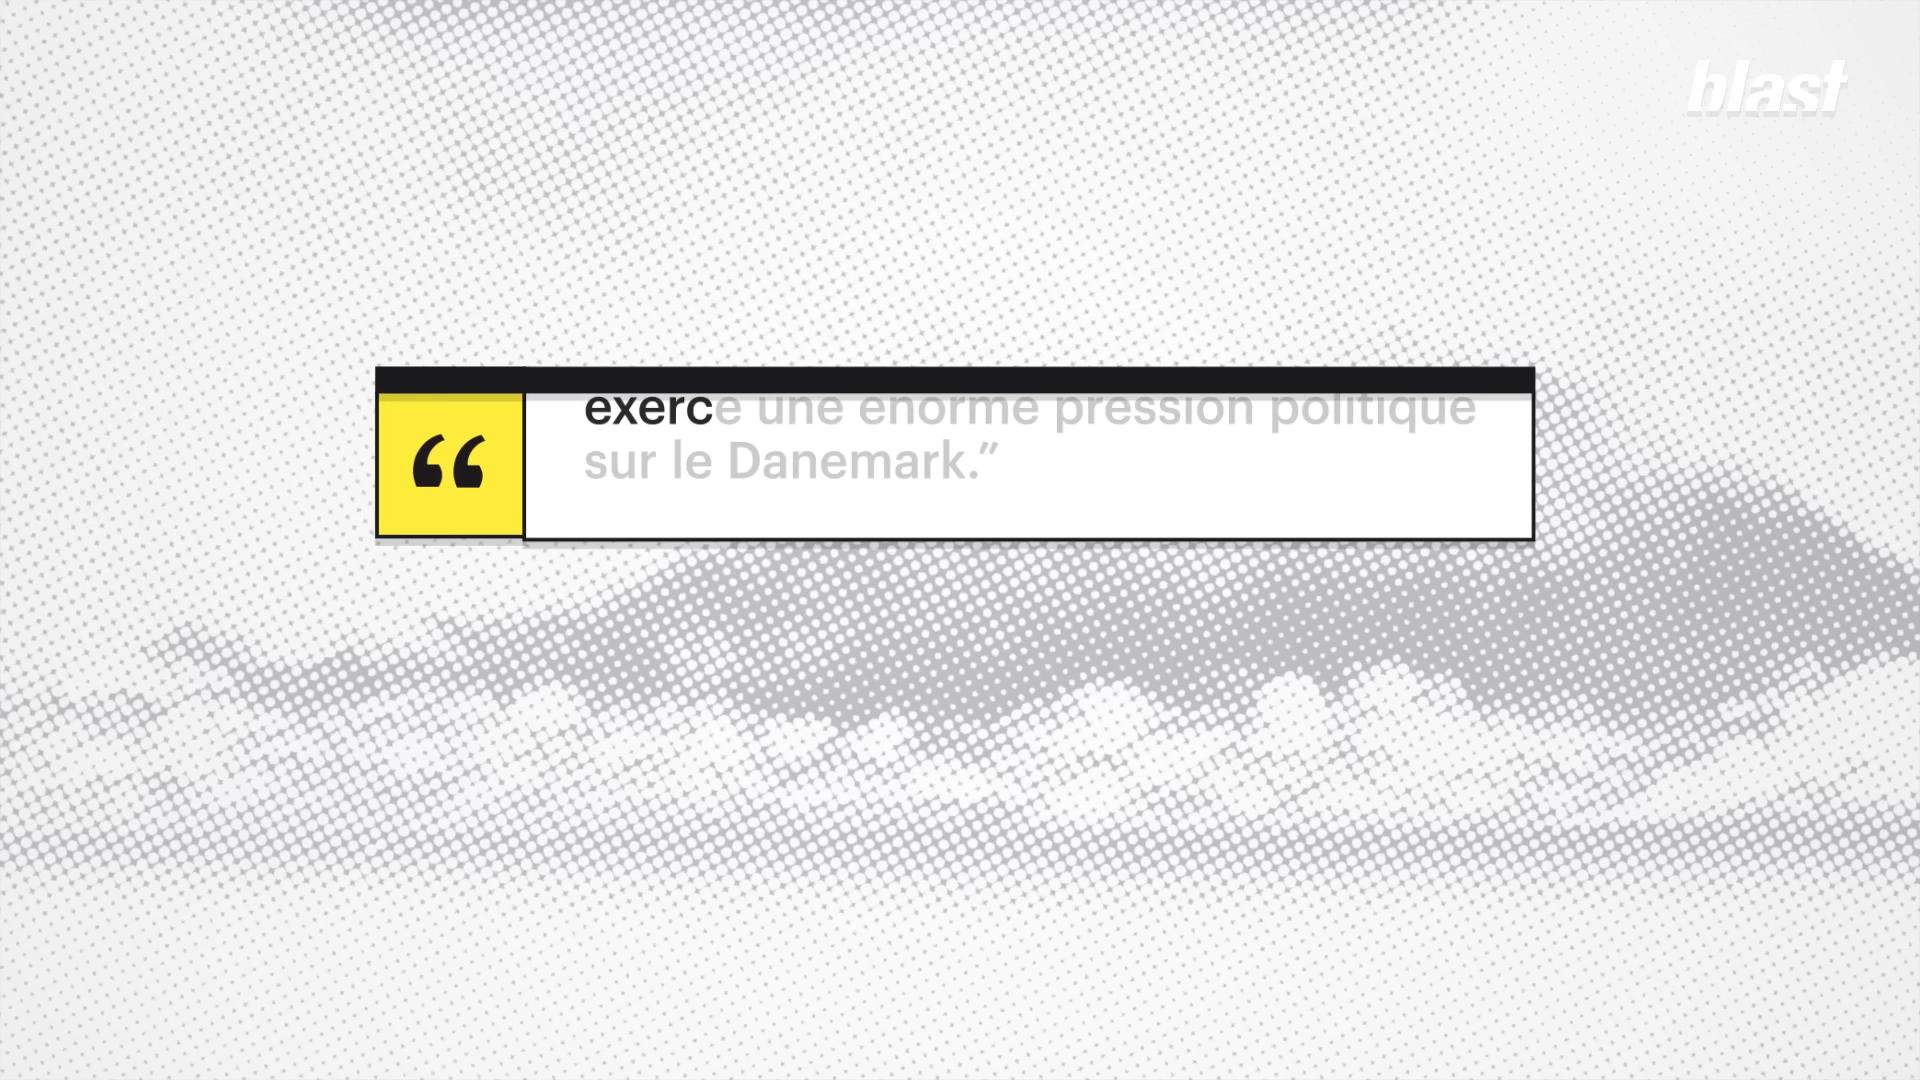 blast
“
exerce une énorme pression politique
sur le Danemark.”